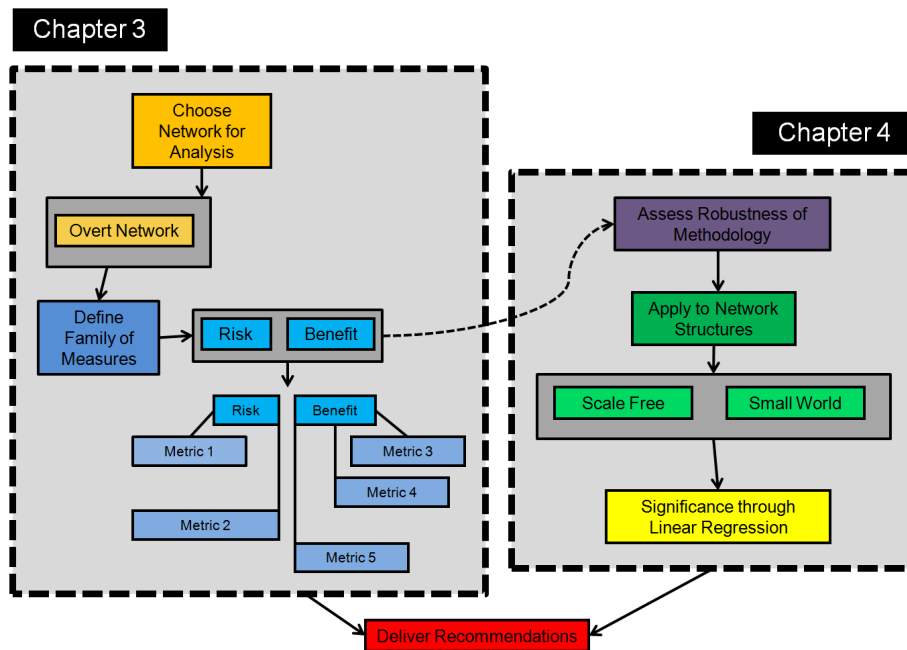 Chapter 3
Choose
Network for
Analysis
Overt Network
Define
Family of
Measures
Risk
Benefit
Risk
Benefit
Metric 1
Metric 3
Metric 4
Metric 2
Metric 5
Chapter 4
Assess Robustness of
Methodology
Apply to Network
Structures
Scale Free
Small World
Significance through
Linear Regression
Deliver Recommendations